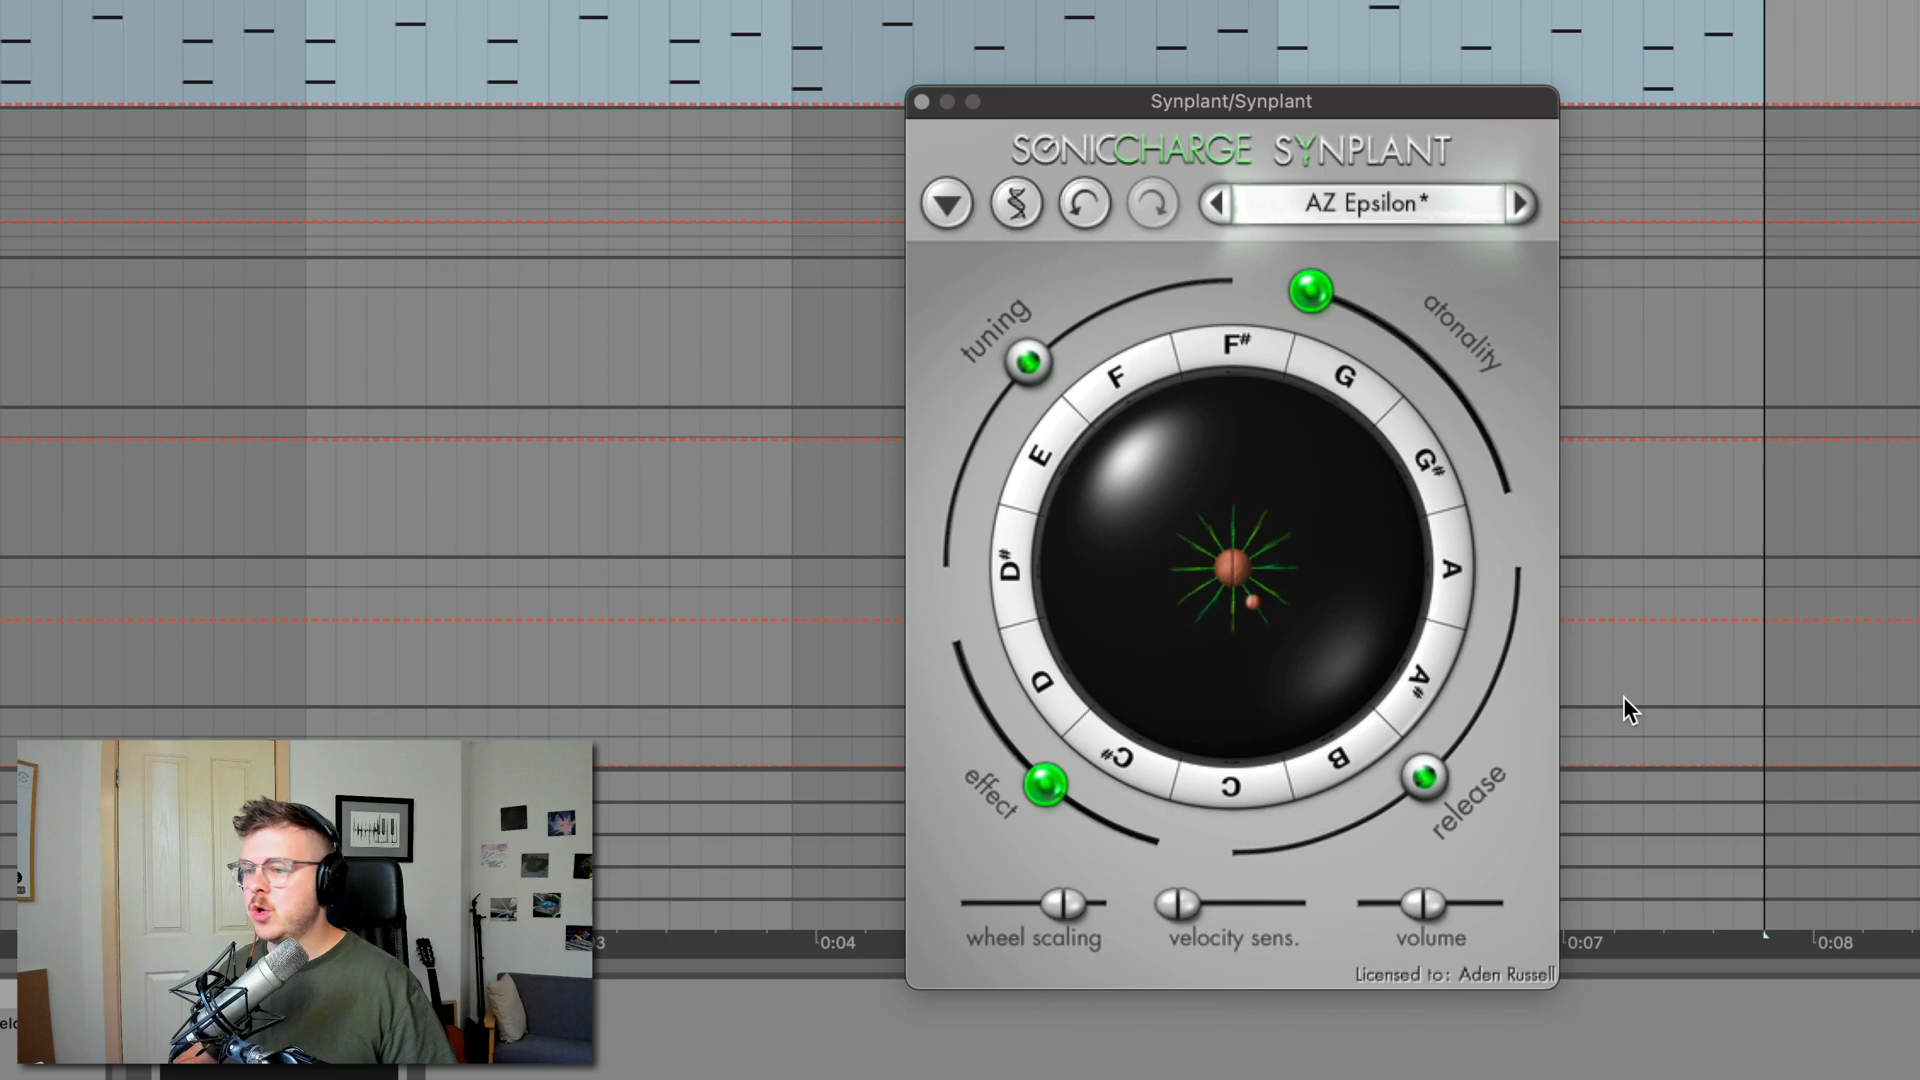 Synplant/Synplant
SONICCHARGE SYNPLANT
AZ Epsilon*
tuning
atonality
F#
F
G
E
G#
D#
A
D
A#
C#
B
C
effect
release
wheel scaling
velocity sens.
volume
Licensed to: Aden Russell
3
0:04
0:07
0:08